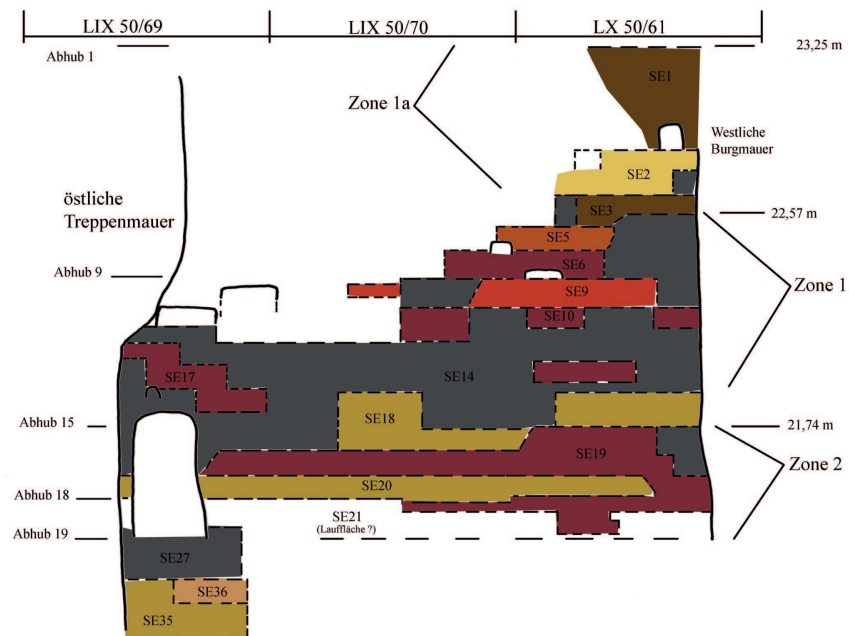 LIX 50/69 LIX 50/70 LX 50/61
Abhub 1
23,25 m
SE1
Zone 1a
Westliche
Burgmauer
SE2
östliche
Treppenmauer
SE3
22,57 m
SE5
SE6
Abhub 9
Zone 1
SE9
SE10
SE14
SE17
SE18
Abhub 15
21,74 m
SE19
Zone 2
SE20
Abhub 18
SE21
(Lauffläche ?)
Abhub 19
SE27
SE36
SE35